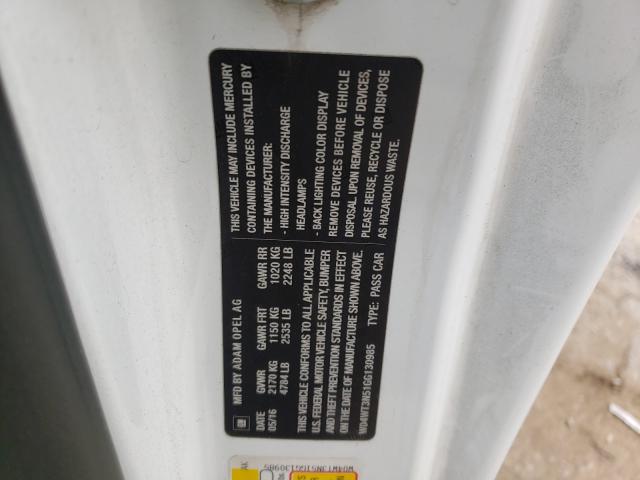 MFD BY ADAM OPEL AG
DATE GVWR GAWR FRT GAWR RR
05/16 2170 KG 1150 KG 1020 KG
4784 LB 2535 LB 2248 LB
THIS VEHICLE CONFORMS TO ALL APPLICABLE
U.S. FEDERAL MOTOR VEHICLE SAFETY, BUMPER
AND THEFT PREVENTION STANDARDS IN EFFECT
ON THE DATE OF MANUFACTURE SHOWN ABOVE.
W04WT3N51GG130985 TYPE: PASS CAR
THIS VEHICLE MAY INCLUDE MERCURY
CONTAINING DEVICES INSTALLED BY
THE MANUFACTURER:
- HIGH INTENSITY DISCHARGE
HEADLAMPS
- BACK LIGHTING COLOR DISPLAY
REMOVE DEVICES BEFORE VEHICLE
DISPOSAL. UPON REMOVAL OF DEVICES,
PLEASE REUSE, RECYCLE OR DISPOSE
AS HAZARDOUS WASTE.
GM
W04WT3N51GG130985